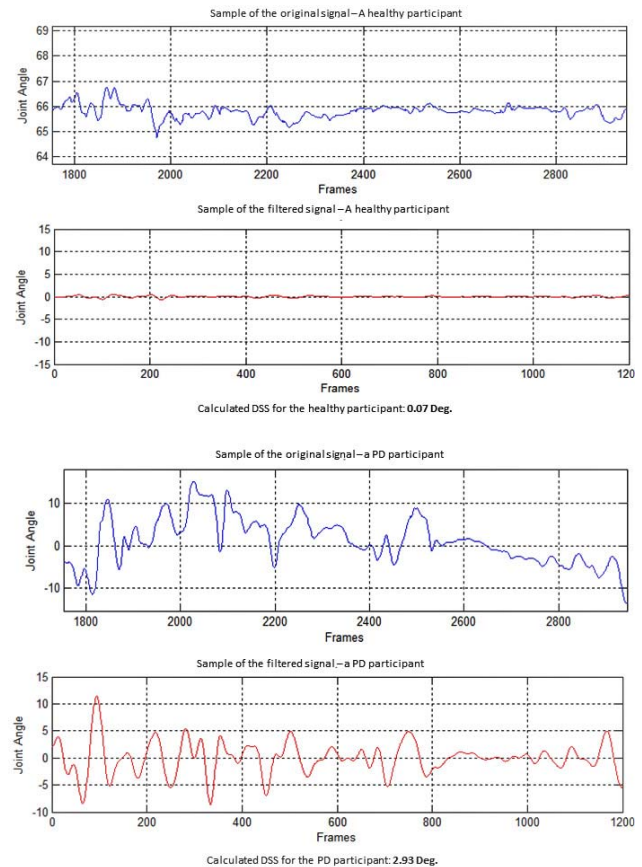 Sample of the original signal – A healthy participant
69
68
67
66
65
64
Joint Angle
1800 2000 2200 2400 2600 2800
Frames
Sample of the filtered signal – A healthy participant
15
10
5
0
-5
-10
-15
Joint Angle
0 200 400 600 800 1000 120
Frames
Calculated DSS for the healthy participant: 0.07 Deg.
Sample of the original signal – a PD participant
10
0
-10
Joint Angle
1800 2000 2200 2400 2600 2800
Frames
Sample of the filtered signal – a PD participant
15
10
5
0
-5
-10
Joint Angle
0 200 400 600 800 1000 1200
Frames
Calculated DSS for the PD participant: 2.93 Deg.